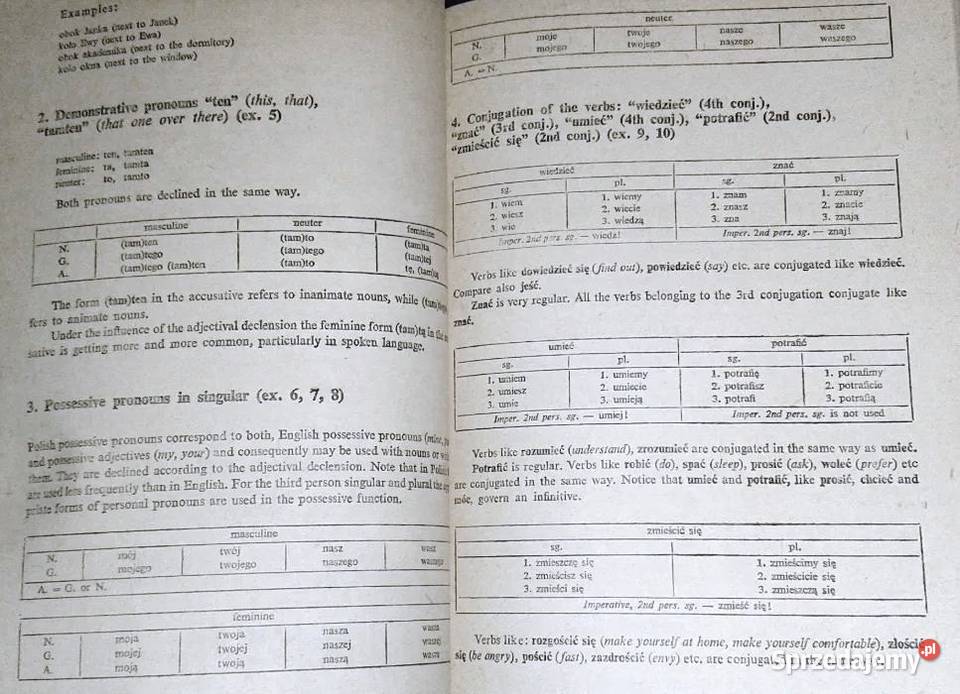 Examples:
obok Janka (next to Janek)
koło Ewy (next to Ewa)
obok akademika (next to the dormitory)
koło okna (next to the window)
2. Demonstrative pronouns "ten" (this, that),
"tamten" (that one over there) (ex. 5)
masculine: ten, tamten
feminine: ta, tamta
neuter: to, tamto
Both pronouns are declined in the same way.
masculine neuter feminine
N. (tam)ten (tam)to (tam)ta
G. (tam)tego (tam)tego (tam)tej
A. (tam)tego (tam)ten (tam)to tę, (tam)tą
The form (tam)ten in the accusative refers to inanimate nouns, while
fers to animate nouns.
Under the influence of the adjectival declension the feminine form (tam)tą in the
sative is getting more and more common, particularly in spoken language.
3. Possessive pronouns in singular (ex. 6, 7, 8)
Polish possessive pronouns correspond to both, English possessive pronouns (mine,
and possessive adjectives (my, your) and consequently may be used with nouns or
them. They are declined according to the adjectival declension. Note that in
are used less frequently than in English. For the third person singular and plural the
priate forms of personal pronouns are used in the possessive function.
masculine
N. mój twój nasz wasz
G. mojego twojego naszego waszego
A. = G. or N.
feminine
N. moja twoja nasza wasza
G. mojej twojej naszej waszej
A. moją twoją naszą waszą
neuter
N. moje twoje nasze wasze
G. mojego twojego naszego waszego
A. = N.
4. Conjugation of the verbs: "wiedzieć" (4th conj.),
"znać" (3rd conj.), "umieć" (4th conj.), "potrafić" (2nd conj.),
"zmieścić się" (2nd conj.) (ex. 9, 10)
wiedzieć znać
sg. pl. sg. pl.
1. wiem 1. wiemy 1. znam 1. znamy
2. wiesz 2. wiecie 2. znasz 2. znacie
3. wie 3. wiedzą 3. zna 3. znają
Imper. 2nd pers. sg. — wiedz! Imper. 2nd pers. sg. — znaj!
Verbs like dowiedzieć się (find out), powiedzieć (say) etc. are conjugated like wiedzieć.
Compare also jeść.
Znać is very regular. All the verbs belonging to the 3rd conjugation conjugate like
znać.
umieć potrafić
sg. pl. sg. pl.
1. umiem 1. umiemy 1. potrafię 1. potrafimy
2. umiesz 2. umiecie 2. potrafisz 2. potraficie
3. umie 3. umieją 3. potrafi 3. potrafią
Imper. 2nd pers. sg. — umiej! Imper. 2nd pers. sg. is not used
Verbs like rozumieć (understand), zrozumieć are conjugated in the same way as umieć.
Potrafić is regular. Verbs like robić (do), spać (sleep), prosić (ask), woleć (prefer) etc
are conjugated in the same way. Notice that umieć and potrafić, like prosić, chcieć and
móc, govern an infinitive.
zmieścić się
sg. pl.
1. zmieszczę się 1. zmieścimy się
2. zmieścisz się 2. zmieścicie się
3. zmieści się 3. zmieszczą się
Imperative, 2nd pers. sg. — zmieść się!
Verbs like: rozgościć się (make yourself at home, make yourself comfortable), złościć
się (be angry), pościć (fast), zazdrościć (envy) etc. are conjugated
Sprzedajemy.pl